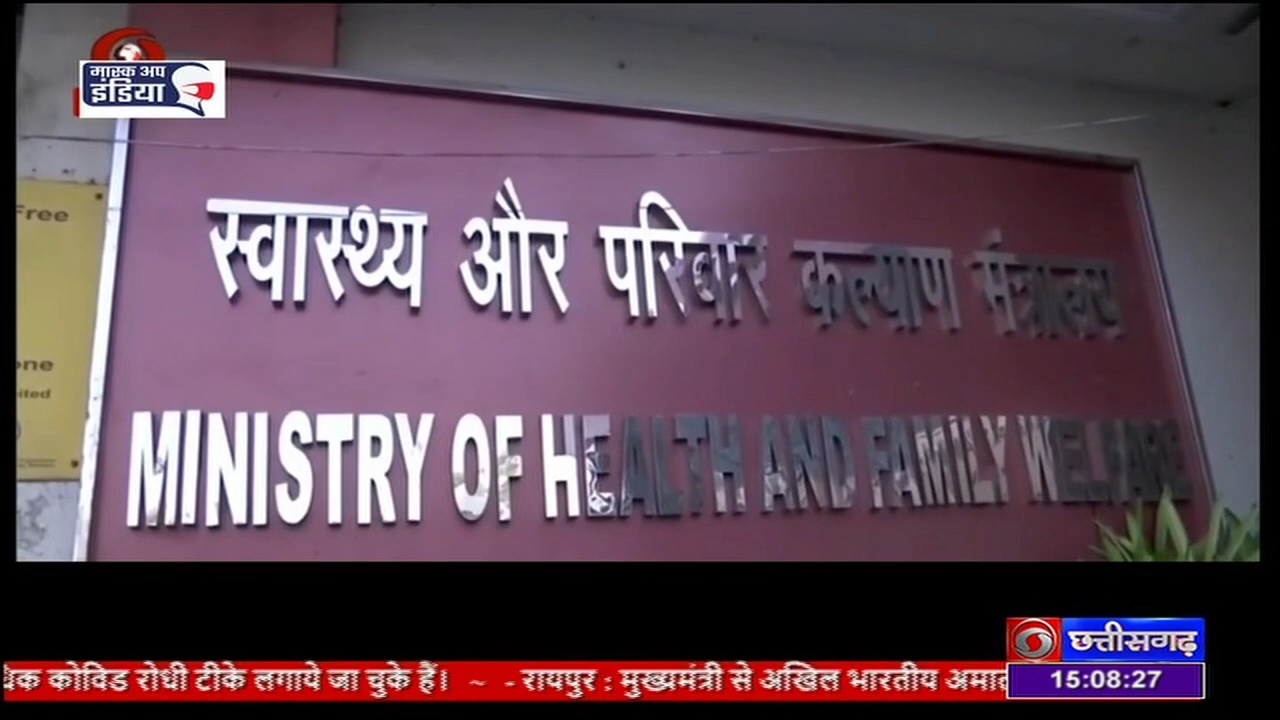 मास्क अप
इंडिया
Free
स्वास्थ्य और परिवार कल्याण मंत्रालय
MINISTRY OF HEALTH AND FAMILY WELFARE
छत्तीसगढ़
कोविड रोधी टीके लगाये जा चुके हैं। ~ - रायपुर : मुख्यमंत्री से अखिल भारतीय
15:08:27